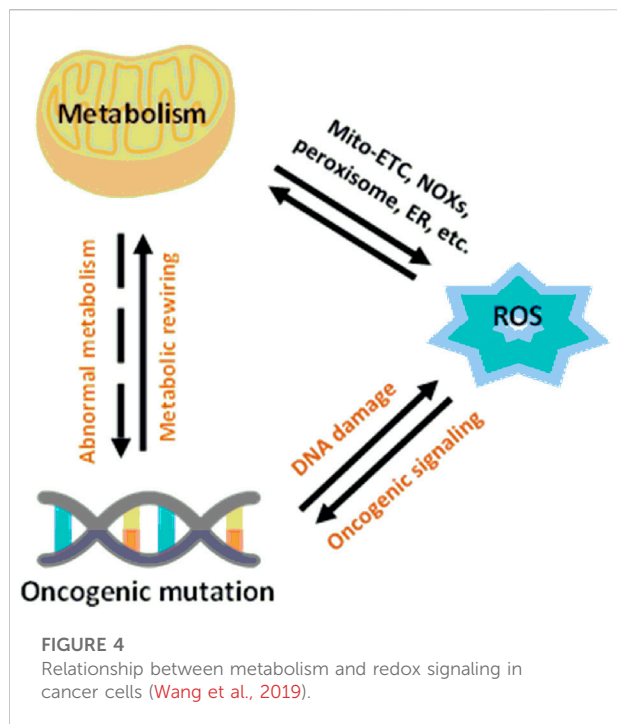 Metabolism
Mito-ETC, NOXs,
peroxisome, ER, etc.
ROS
Abnormal metabolism
Metabolic rewiring
DNA damage
Oncogenic signaling
Oncogenic mutation
FIGURE 4
Relationship between metabolism and redox signaling in
cancer cells (Wang et al., 2019).